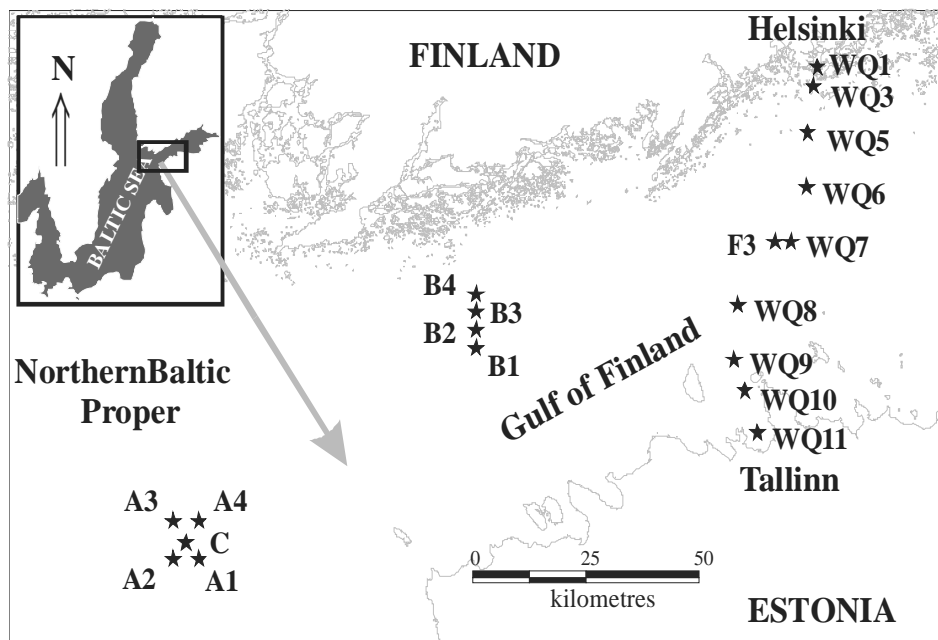 N
BALTIC SEA
FINLAND
Helsinki
WQ1
WQ3
WQ5
WQ6
F3 WQ7
B4
B3
B2
B1
WQ8
WQ9
WQ10
WQ11
Gulf of Finland
NorthernBaltic
Proper
Tallinn
A3 A4
C
A2 A1
0 25 50
kilometres
ESTONIA